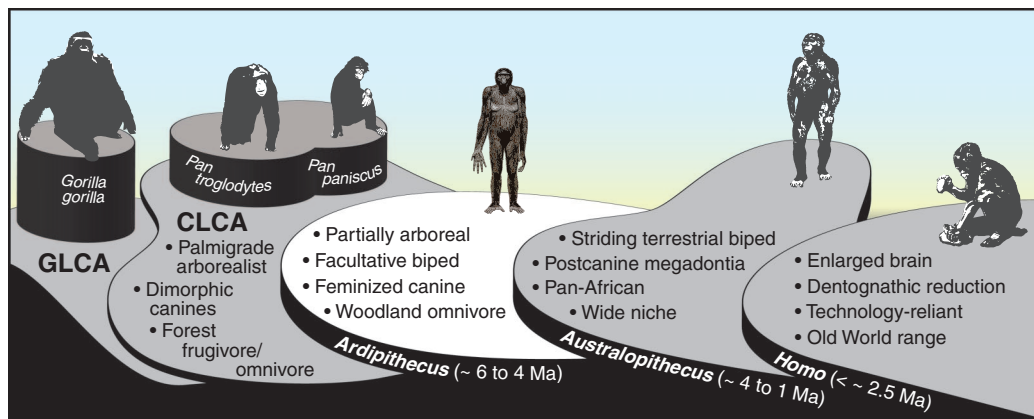 Gorilla
gorilla
GLCA
Pan
troglodytes
Pan
paniscus
CLCA
• Palmigrade
arborealist
• Dimorphic
canines
• Forest
frugivore/
omnivore
• Partially arboreal
• Facultative biped
• Feminized canine
• Woodland omnivore
Ardipithecus (~ 6 to 4 Ma)
• Striding terrestrial biped
• Postcanine megadontia
• Pan-African
• Wide niche
Australopithecus (~ 4 to 1 Ma)
• Enlarged brain
• Dentognathic reduction
• Technology-reliant
• Old World range
Homo (< ~ 2.5 Ma)